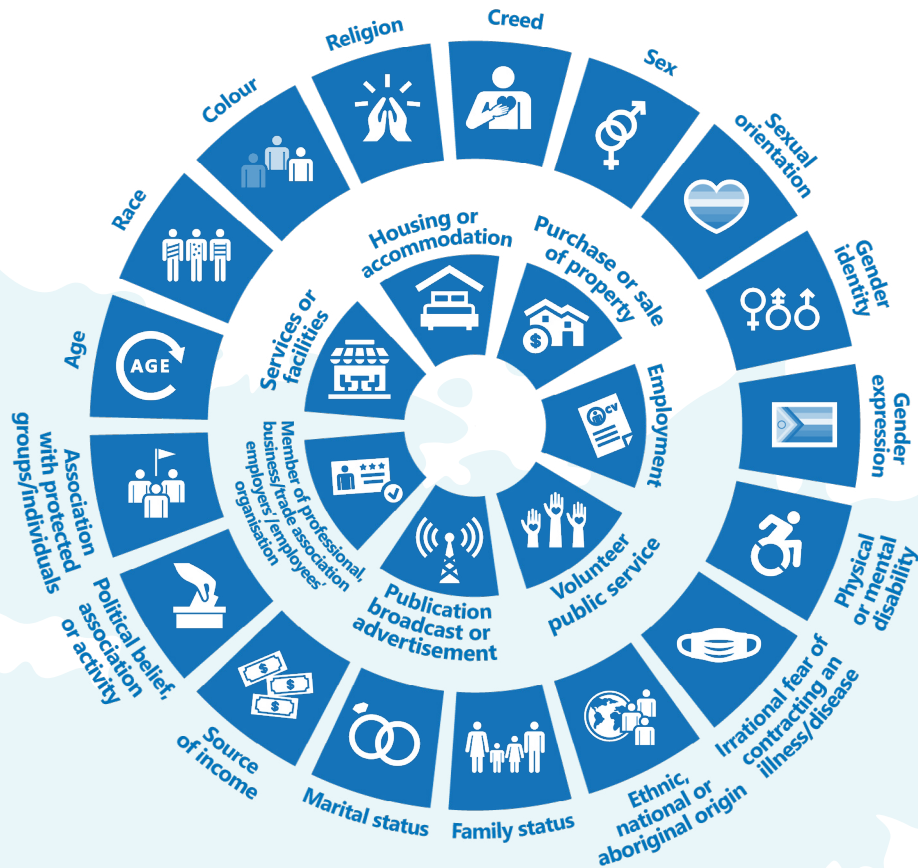 Creed
Sex
Sexual
orientation
Gender
identity
Gender
expression
Physical
or mental
disability
Irrational fear of
contracting an
illness/disease
Ethnic,
national or
aboriginal origin
Family status
Marital status
Source
of income
Political belief,
association
or activity
Association
with protected
groups/individuals
Age
AGE
Race
Colour
Religion
Housing or
accommodation
Purchase or sale
of property
$
Employment
CV
Volunteer
public service
Publication
broadcast or
advertisement
Member of professional,
business/trade association
employers’/employees’
organisation
Services or
facilities
$
$
$